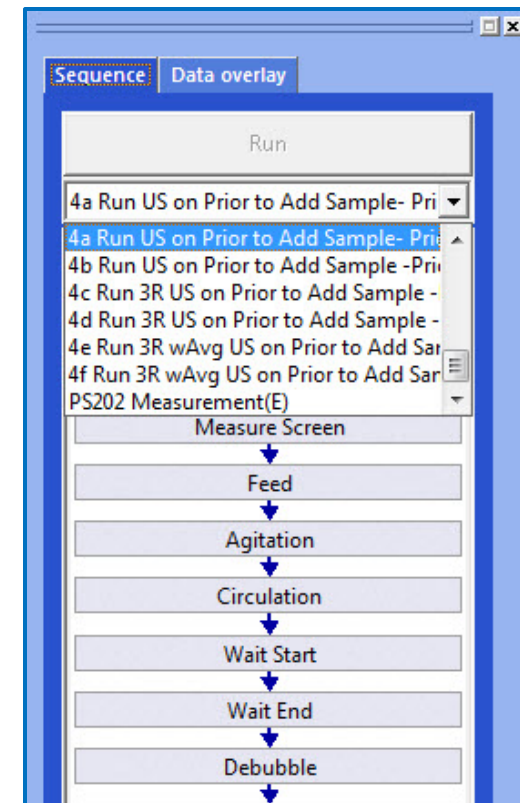 Sequence Data overlay
Run
4a Run US on Prior to Add Sample- Pri
4a Run US on Prior to Add Sample- Pri
4b Run US on Prior to Add Sample -Pri
4c Run 3R US on Prior to Add Sample -
4d Run 3R US on Prior to Add Sample -
4e Run 3R wAvg US on Prior to Add Sar
4f Run 3R wAvg US on Prior to Add Sar
PS202 Measurement(E)
Measure Screen
Feed
Agitation
Circulation
Wait Start
Wait End
Debubble